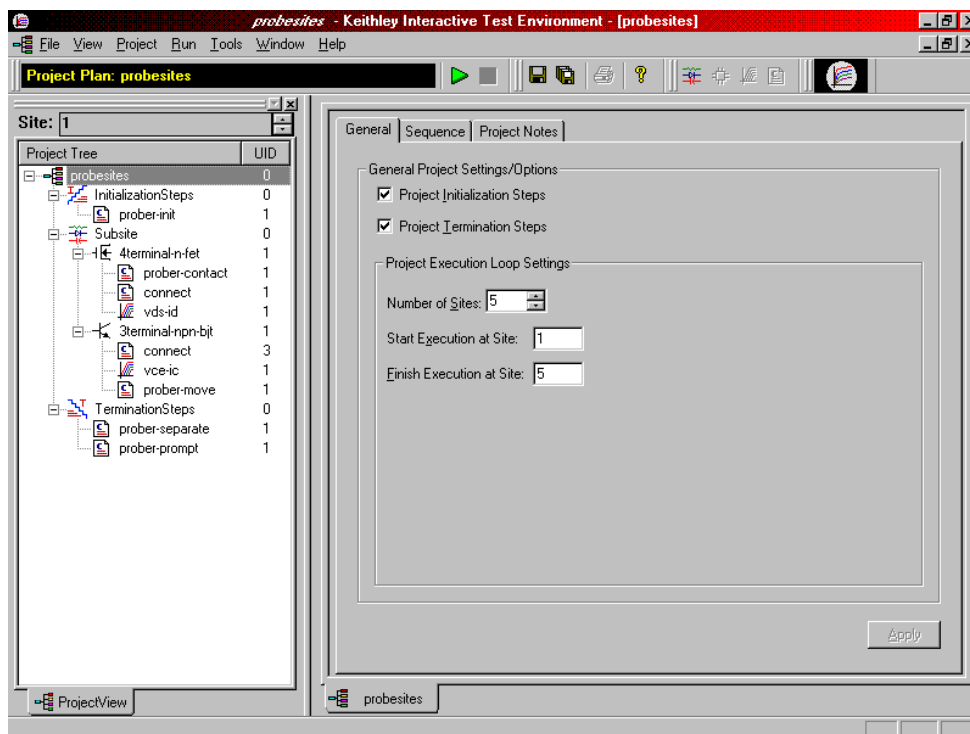 probesites - Keithley Interactive Test Environment - [probesites]
File View Project Run Tools Window Help
Project Plan: probesites
Site: 1
Project Tree UID
probesites 0
InitializationSteps 0
prober-init 1
Subsite 0
4terminal-n-fet 1
prober-contact 1
connect 1
vds-id 1
3terminal-npn-bjt 1
connect 3
vce-ic 1
prober-move 1
TerminationSteps 0
prober-separate 1
prober-prompt 1
ProjectView
General Sequence Project Notes
General Project Settings/Options
Project Initialization Steps
Project Termination Steps
Project Execution Loop Settings
Number of Sites: 5
Start Execution at Site: 1
Finish Execution at Site: 5
Apply
probesites